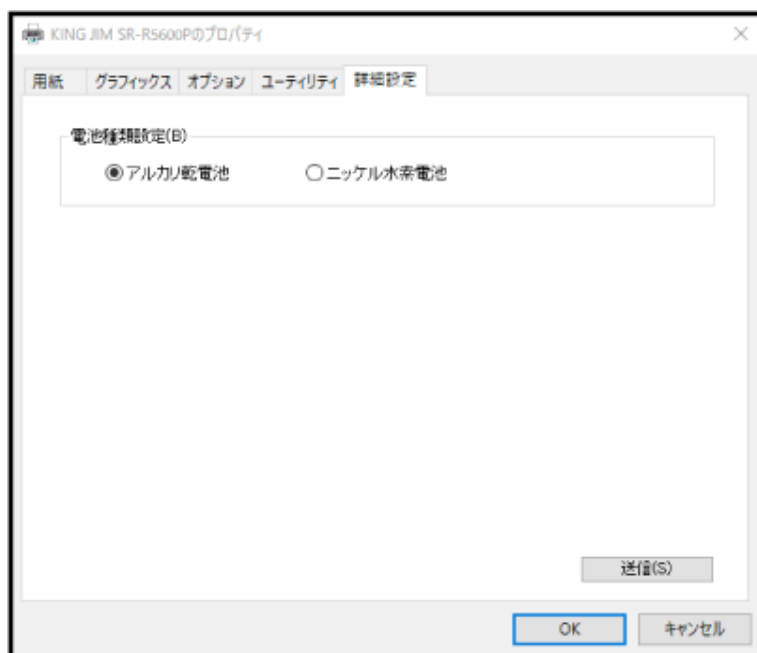 KING JIM SR-R5600Pのプロパティ
用紙 グラフィックス オプション ユーティリティ 詳細設定
電池種類設定(B)
アルカリ乾電池 ニッケル水素電池
送信(S)
OK キャンセル